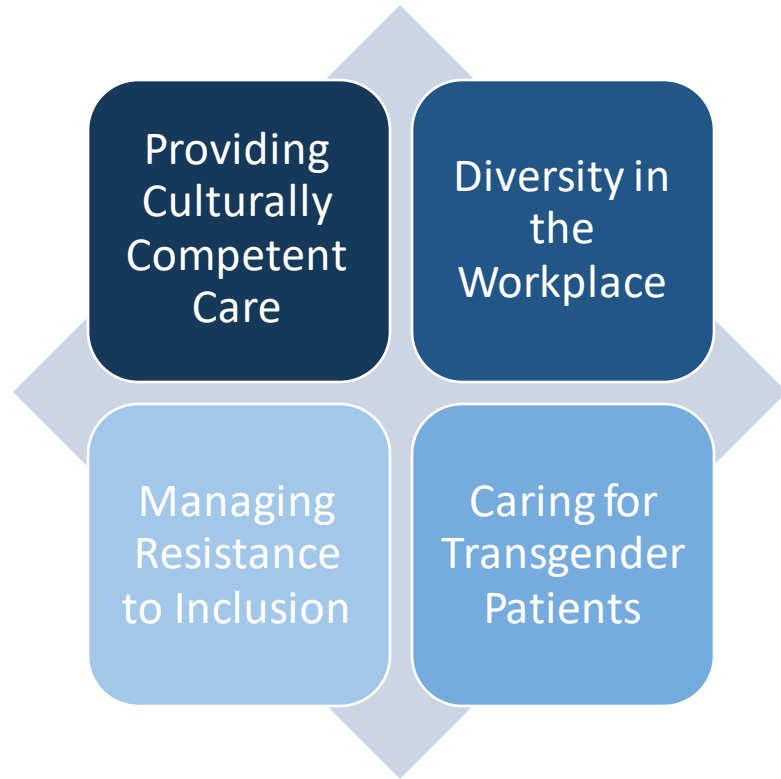 Providing
Culturally
Competent
Care
Diversity in
the
Workplace
Managing
Resistance
to Inclusion
Caring for
Transgender
Patients